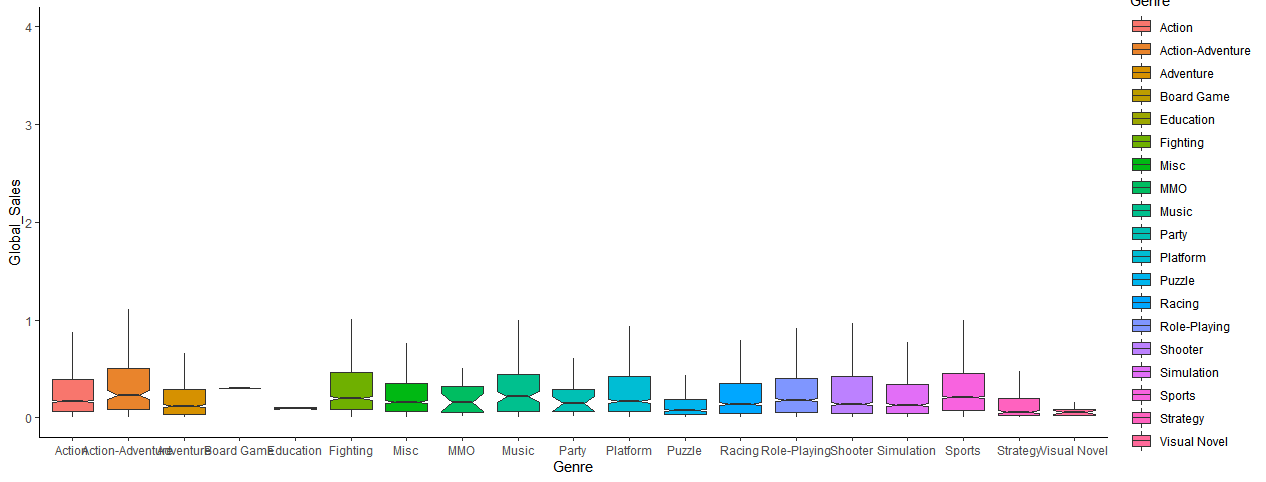 Genre
4
3
2
1
0
Global_Sales
Action
Action-Adventure
Adventure
Board Game
Education
Fighting
Misc
MMO
Music
Party
Platform
Puzzle
Racing
Role-Playing
Shooter
Simulation
Sports
Strategy
Visual Novel
Genre
Action
Action-Adventure
Adventure
Board Game
Education
Fighting
Misc
MMO
Music
Party
Platform
Puzzle
Racing
Role-Playing
Shooter
Simulation
Sports
Strategy
Visual Novel